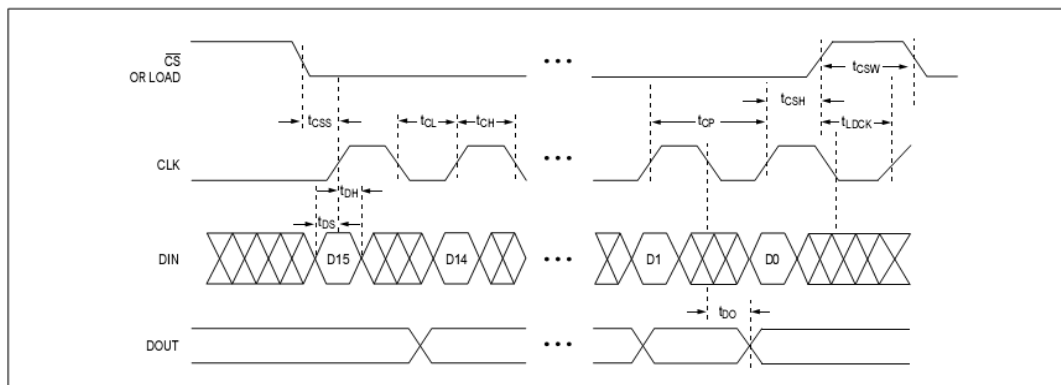 CS
OR LOAD
• • •
tCSW
tCSH
tCSS
tCL
tCH
tCP
tLDCK
CLK
• • •
tDH
tDS
DIN
D15
D14
• • •
D1
D0
tDO
DOUT
• • •